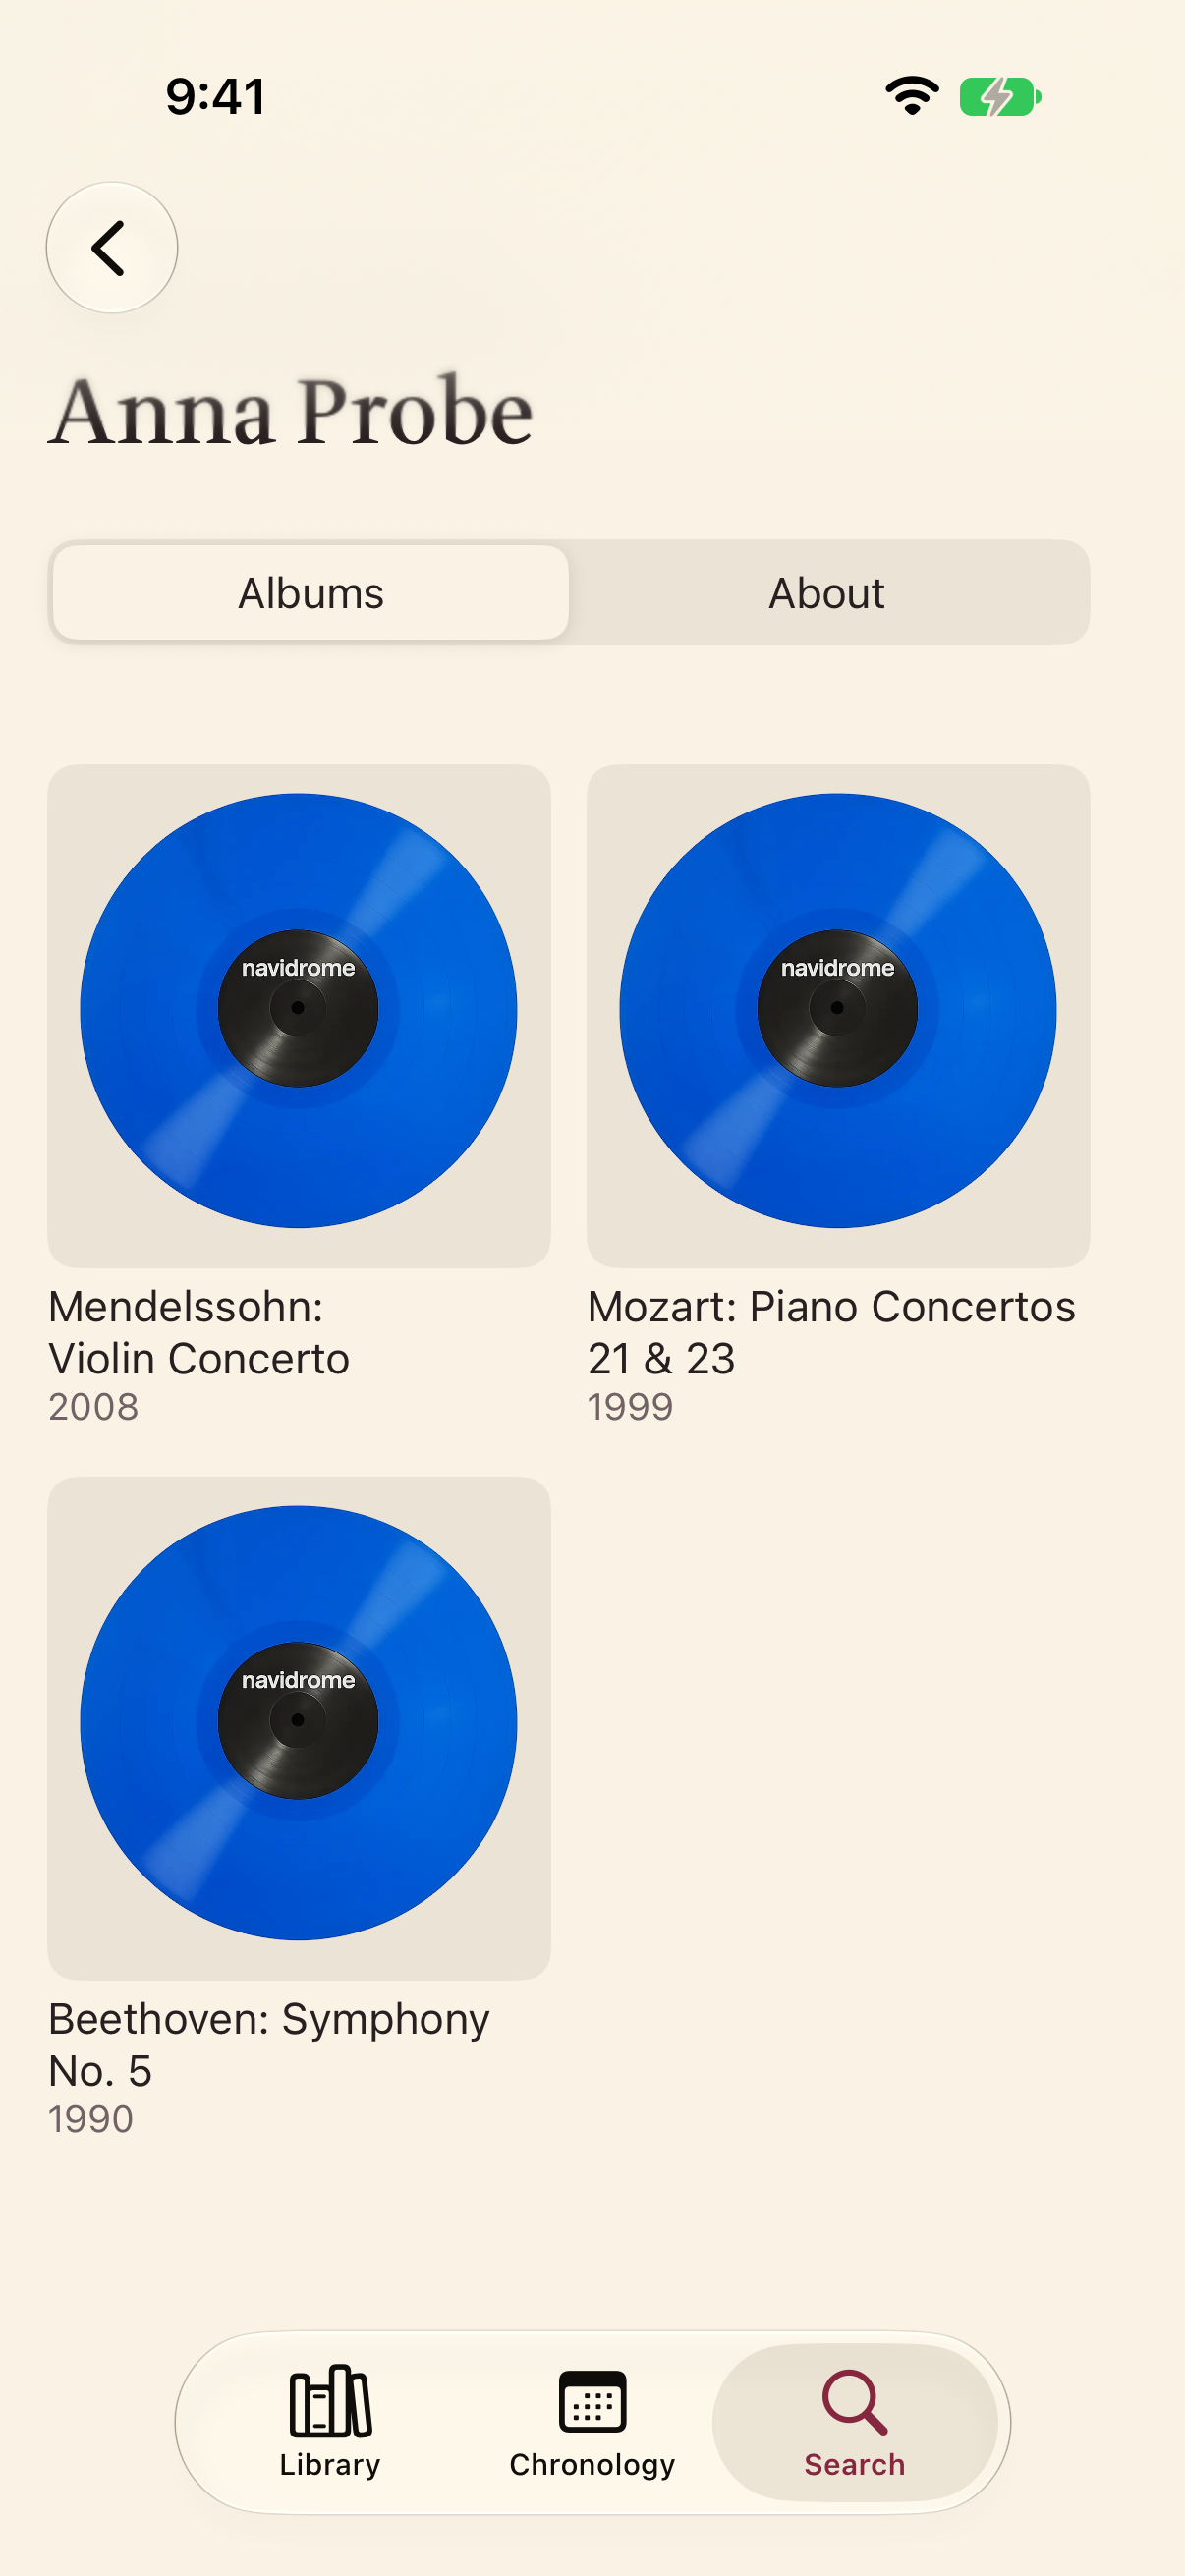 9:41
Anna Probe
Albums
About
navidrome
navidrome
Mendelssohn:
Violin Concerto
2008
Mozart: Piano Concertos
21 & 23
1999
navidrome
Beethoven: Symphony
No. 5
1990
Library
Chronology
Search